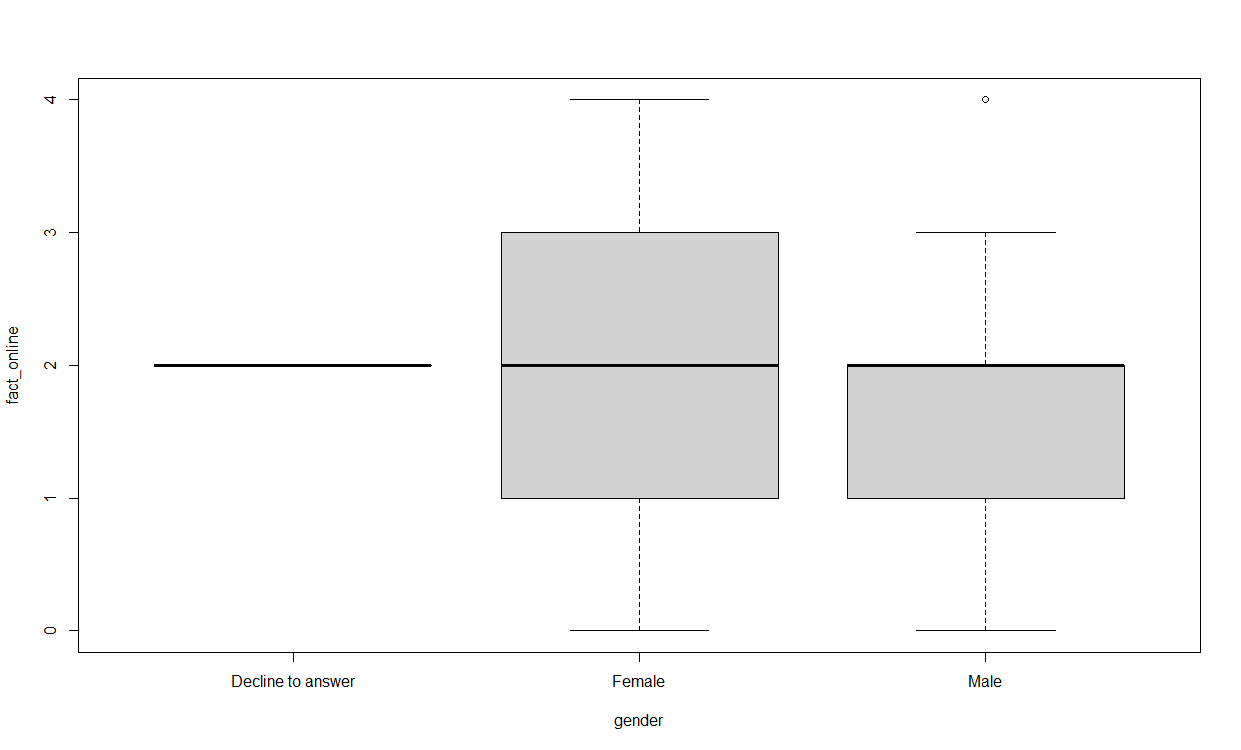 fact_online
4
3
2
1
0
Decline to answer
Female
Male
gender